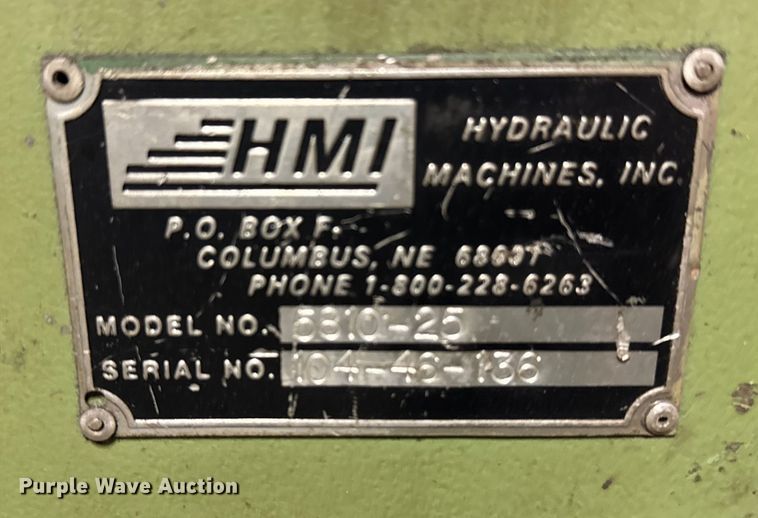 HMI
HYDRAULIC
MACHINES, INC.
P.O. BOX F.
COLUMBUS, NE
PHONE 1-800-228-6263
MODEL NO. 5810-25
SERIAL NO. 104-46-136
Purple Wave Auction